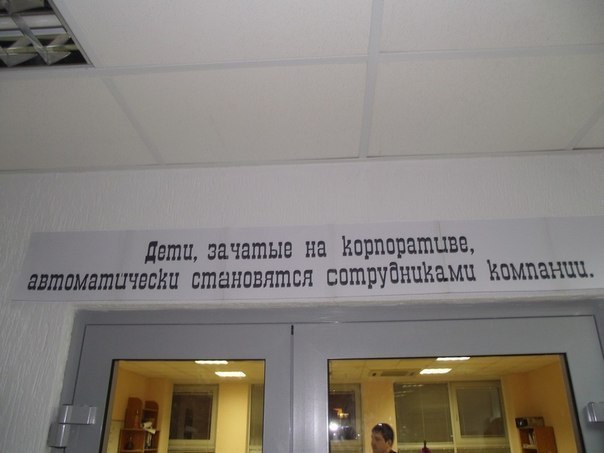 Дети, зачатые на корпоративе,
автоматически становятся сотрудниками компании.